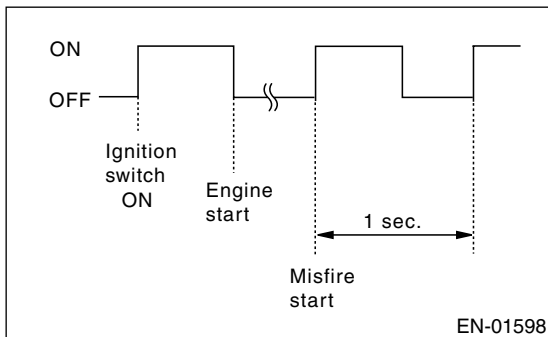 ON
OFF
Ignition
switch
ON
Engine
start
1 sec.
Misfire
start
EN-01598